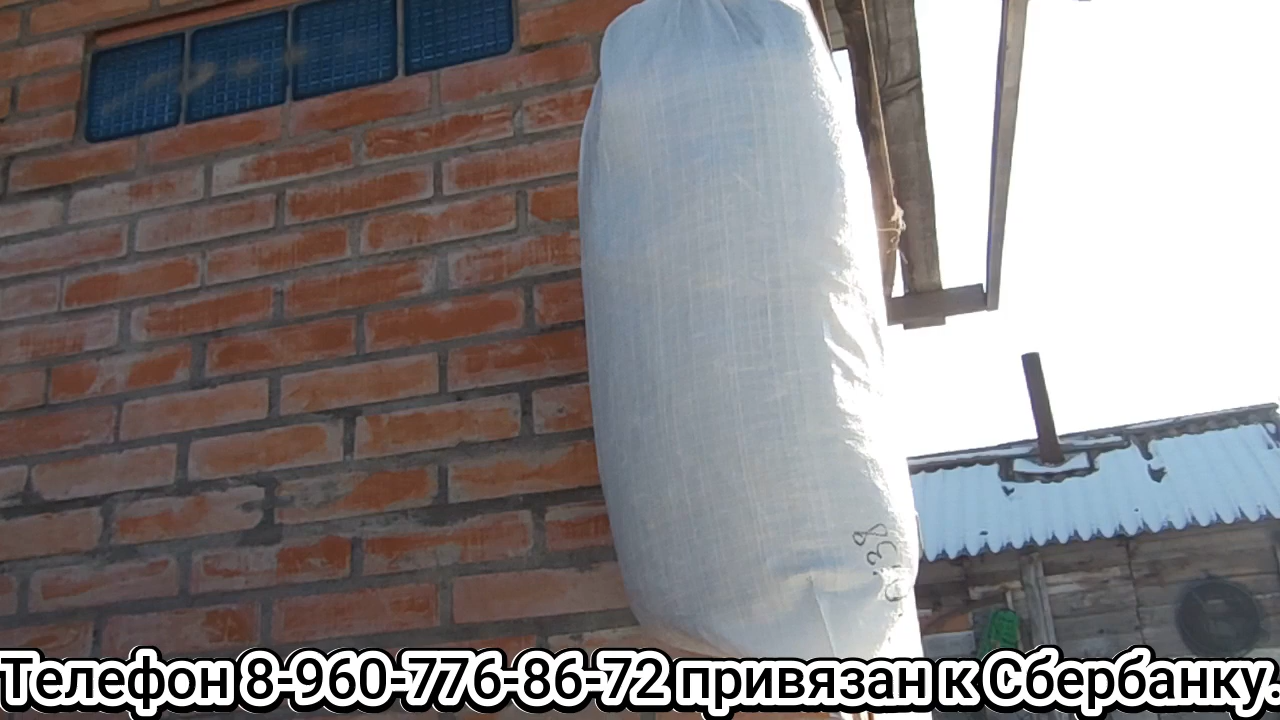 Телефон 8-960-776-86-72 привязан к Сбербанку.